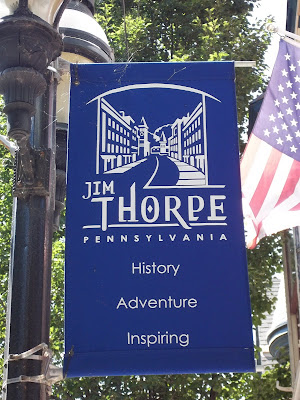 JIM
THORPE
PENNSYLVANIA
History
Adventure
Inspiring